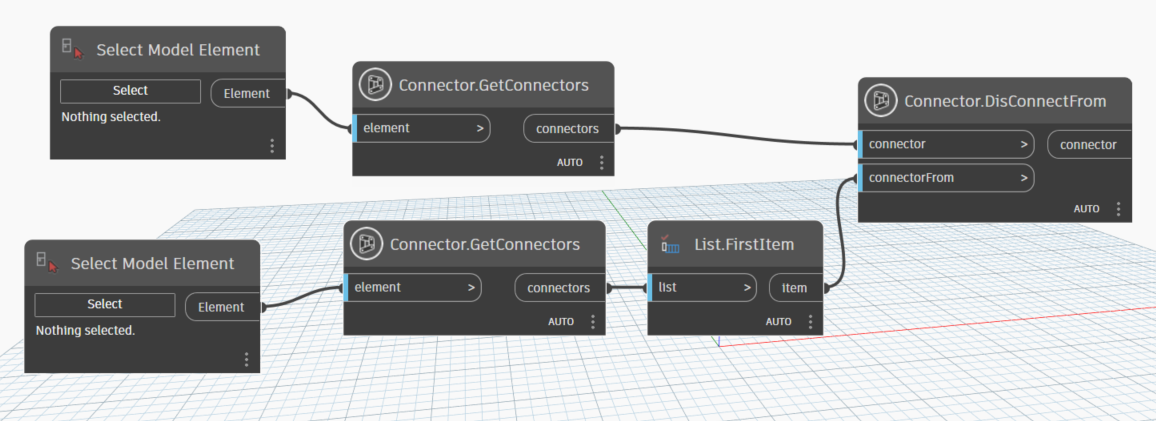 Select Model Element
Select
Element
Nothing selected.
Connector.GetConnectors
element >
connectors
AUTO
Connector.DisConnectFrom
connector >
connector
connectorFrom >
AUTO
Select Model Element
Select
Element
Nothing selected.
Connector.GetConnectors
element >
connectors
AUTO
List.FirstItem
list >
item
AUTO